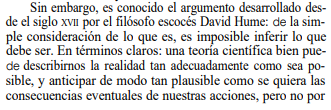 Sin embargo, es conocido el argumento desarrollado des-
de el siglo XVII por el filósofo escocés David Hume: de la sim-
ple consideración de lo que es, es imposible inferir lo que
debe ser. En términos claros: una teoría científica bien pue-
de describirnos la realidad tan adecuadamente como sea po-
sible, y anticipar de modo tan plausible como se quiera las
consecuencias eventuales de nuestras acciones, pero no por